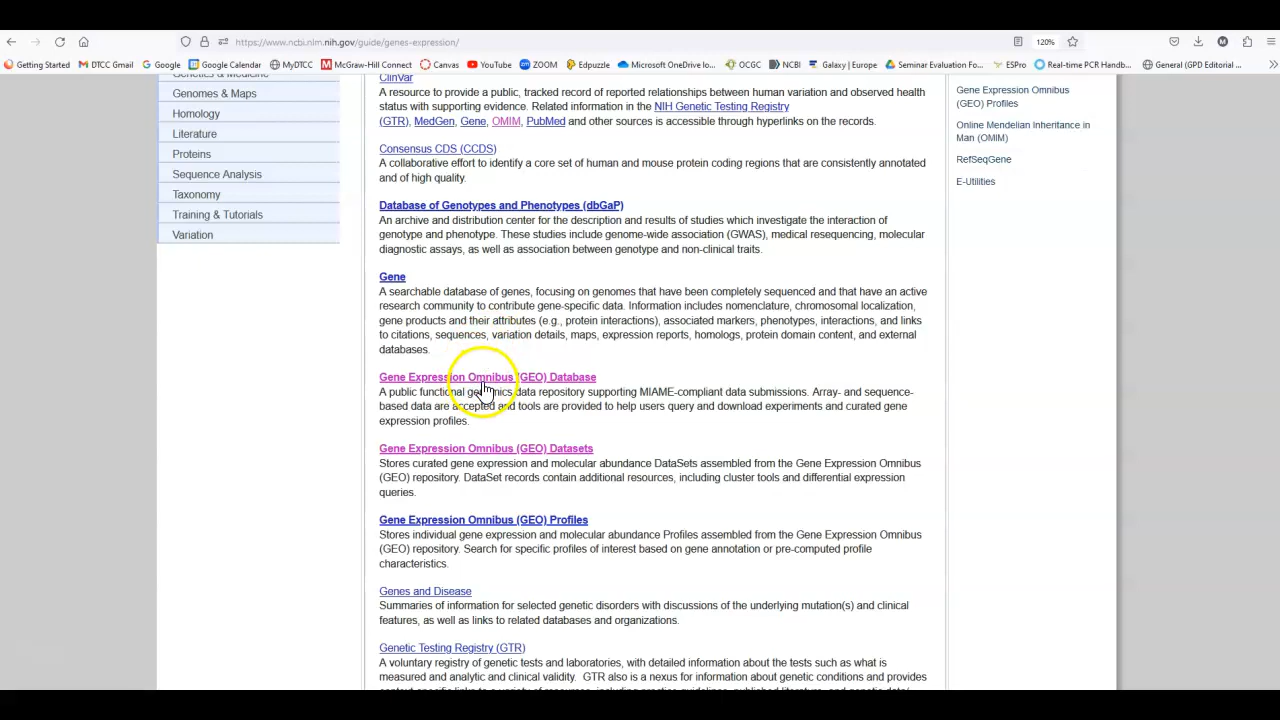 https://www.ncbi.nlm.nih.gov/guide/genes-expression/
120%
Getting Started
DTCC Gmail
Google
Google Calendar
MyDTCC
McGraw-Hill Connect
Canvas
YouTube
ZOOM
Edpuzzle
Microsoft OneDrive lo...
OCGC
NCBI
Galaxy | Europe
Seminar Evaluation Fo...
ESPro
Real-time PCR Handb...
General (GPD Editorial ...
Genetics & Medicine
Genomes & Maps
Homology
Literature
Proteins
Sequence Analysis
Taxonomy
Training & Tutorials
Variation
ClinVar
A resource to provide a public, tracked record of reported relationships between human variation and observed health
status with supporting evidence. Related information in the NIH Genetic Testing Registry
(GTR), MedGen, Gene, OMIM, PubMed and other sources is accessible through hyperlinks on the records.
Consensus CDS (CCDS)
A collaborative effort to identify a core set of human and mouse protein coding regions that are consistently annotated
and of high quality.
Database of Genotypes and Phenotypes (dbGaP)
An archive and distribution center for the description and results of studies which investigate the interaction of
genotype and phenotype. These studies include genome-wide association (GWAS), medical resequencing, molecular
diagnostic assays, as well as association between genotype and non-clinical traits.
Gene
A searchable database of genes, focusing on genomes that have been completely sequenced and that have an active
research community to contribute gene-specific data. Information includes nomenclature, chromosomal localization,
gene products and their attributes (e.g., protein interactions), associated markers, phenotypes, interactions, and links
to citations, sequences, variation details, maps, expression reports, homologs, protein domain content, and external
databases.
Gene Expression Omnibus (GEO) Database
A public functional genomics data repository supporting MIAME-compliant data submissions. Array- and sequence-
based data are accepted and tools are provided to help users query and download experiments and curated gene
expression profiles.
Gene Expression Omnibus (GEO) Datasets
Stores curated gene expression and molecular abundance DataSets assembled from the Gene Expression Omnibus
(GEO) repository. DataSet records contain additional resources, including cluster tools and differential expression
queries.
Gene Expression Omnibus (GEO) Profiles
Stores individual gene expression and molecular abundance Profiles assembled from the Gene Expression Omnibus
(GEO) repository. Search for specific profiles of interest based on gene annotation or pre-computed profile
characteristics.
Genes and Disease
Summaries of information for selected genetic disorders with discussions of the underlying mutation(s) and clinical
features, as well as links to related databases and organizations.
Genetic Testing Registry (GTR)
A voluntary registry of genetic tests and laboratories, with detailed information about the tests such as what is
measured and analytic and clinical validity. GTR also is a nexus for information about genetic conditions and provides
Gene Expression Omnibus
(GEO) Profiles
Online Mendelian Inheritance in
Man (OMIM)
RefSeqGene
E-Utilities